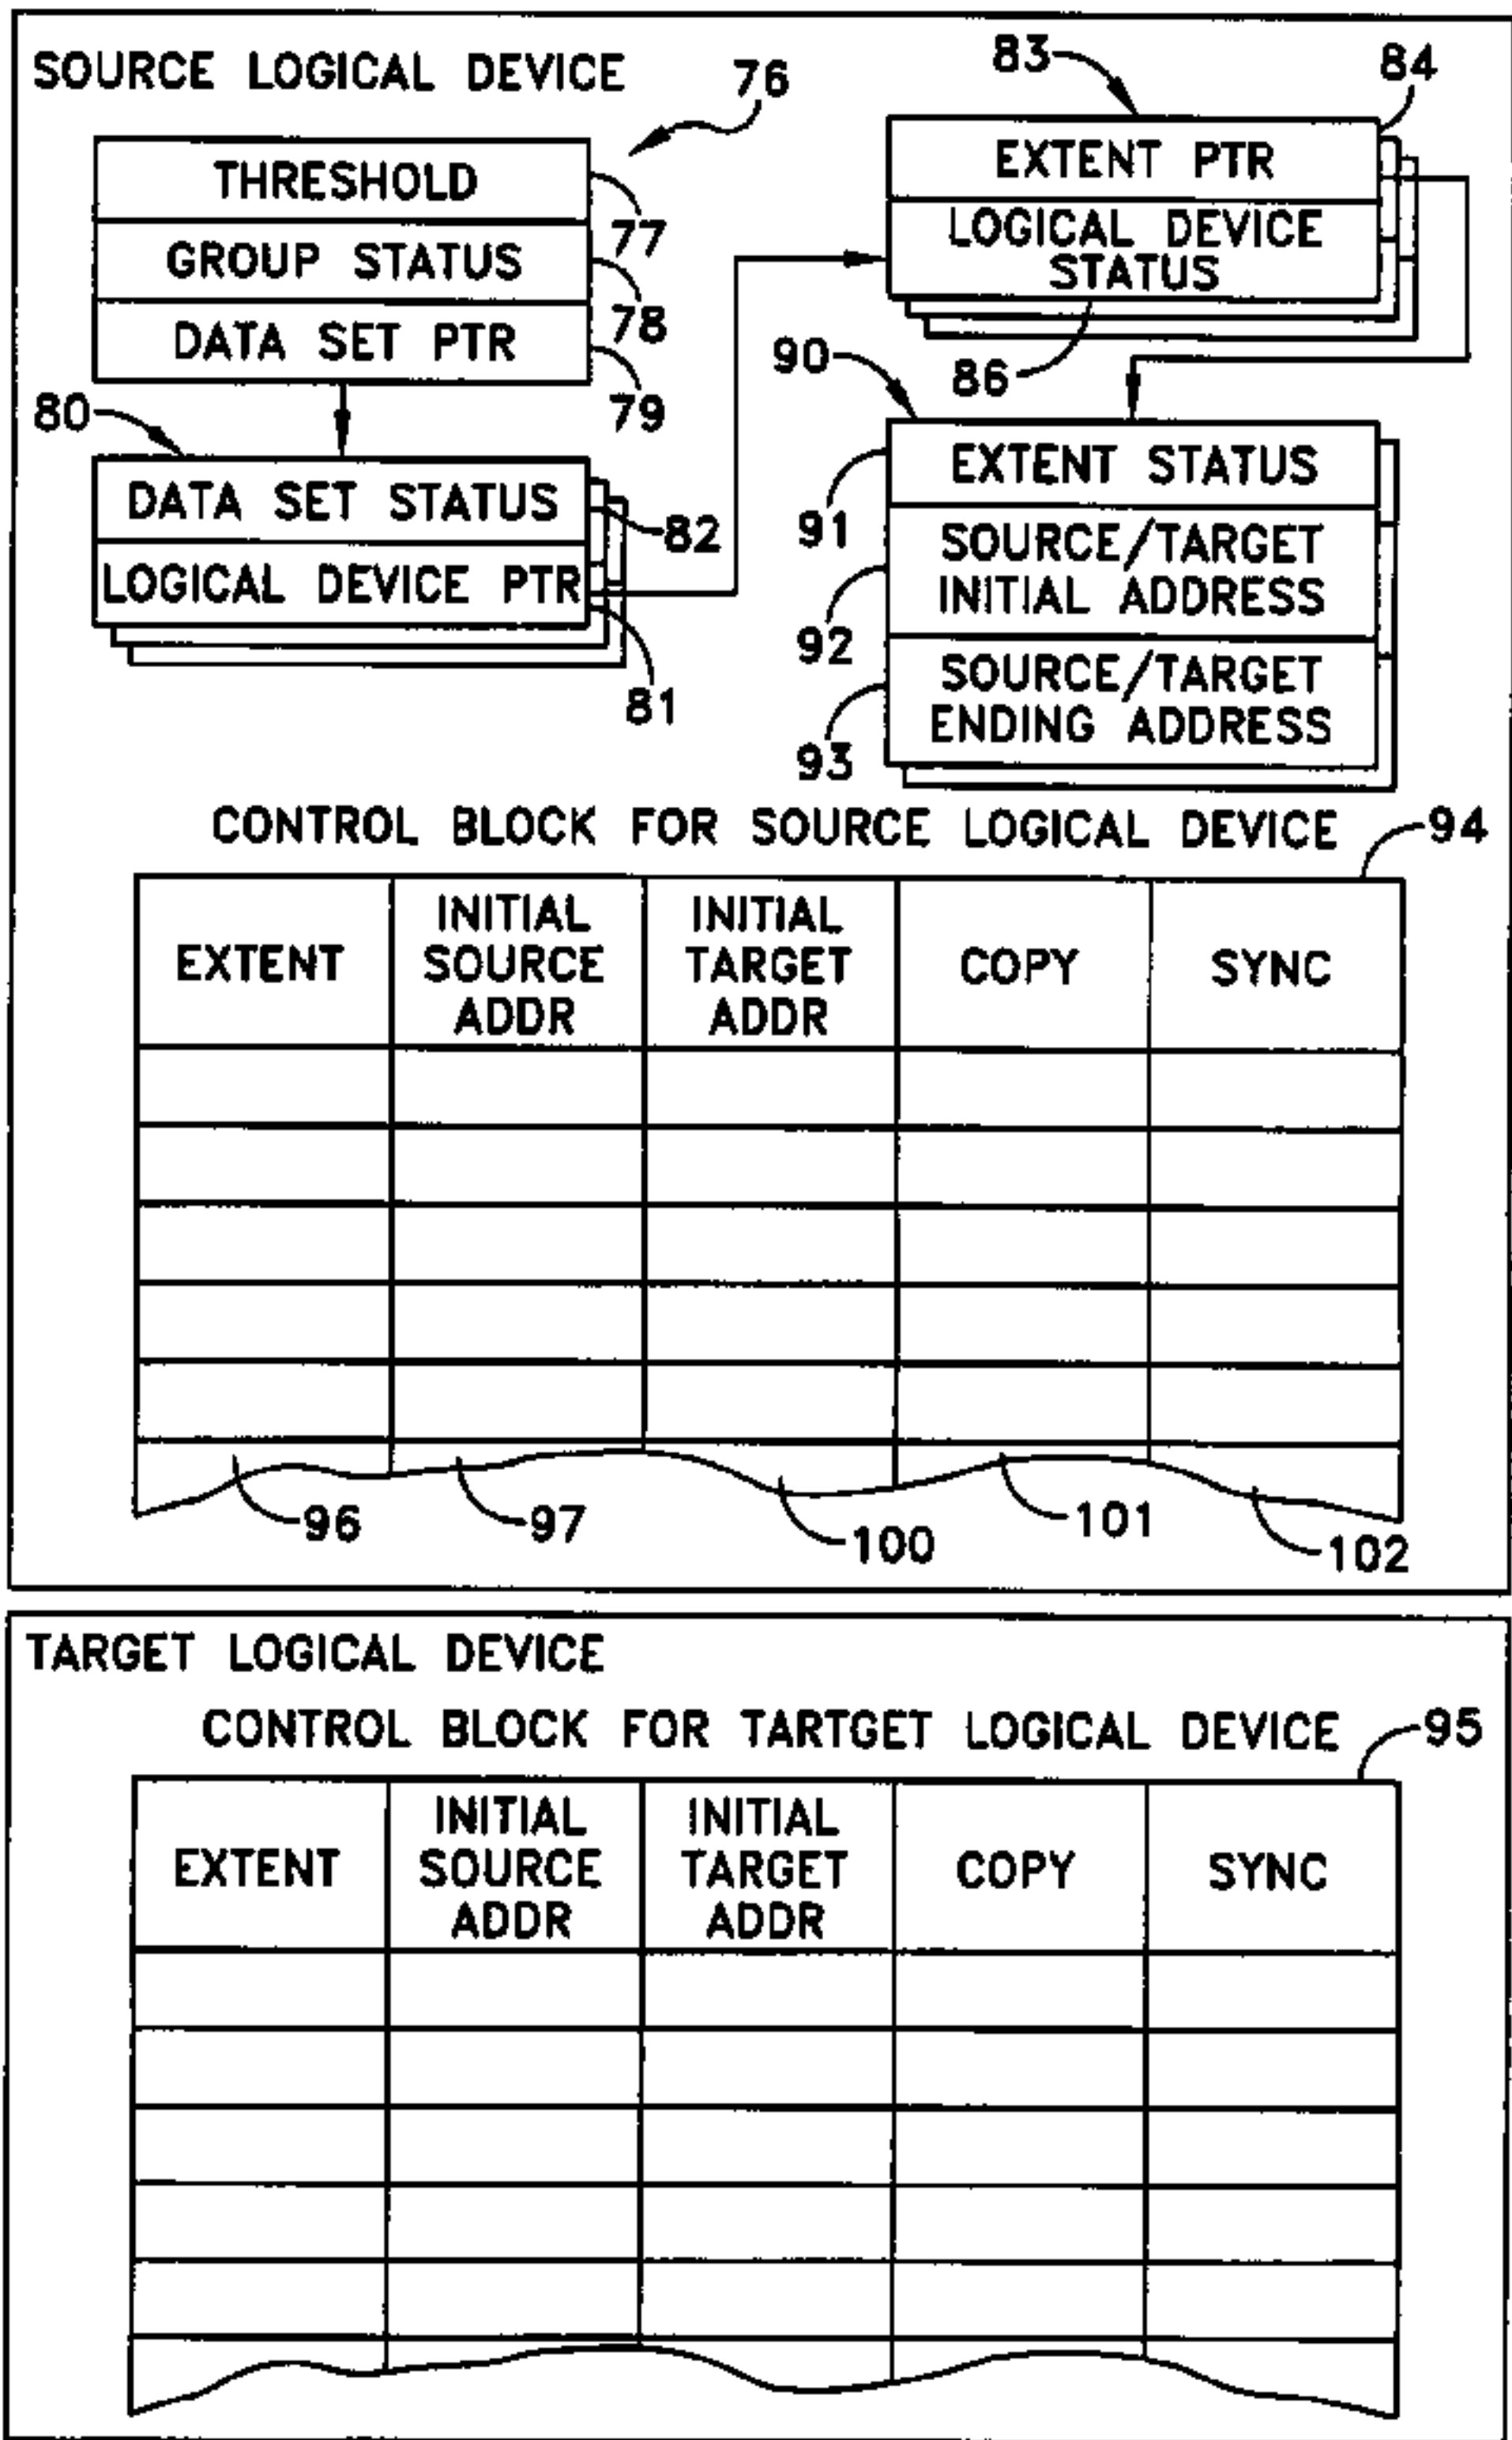 SOURCE LOGICAL DEVICE
76
THRESHOLD
77
GROUP STATUS
78
DATA SET PTR
79
80
DATA SET STATUS
82
LOGICAL DEVICE PTR
81
83
84
EXTENT PTR
LOGICAL DEVICE
STATUS
86
90
EXTENT STATUS
91
SOURCE/TARGET
INITIAL ADDRESS
92
SOURCE/TARGET
ENDING ADDRESS
93
CONTROL BLOCK FOR SOURCE LOGICAL DEVICE
94
EXTENT
INITIAL
SOURCE
ADDR
INITIAL
TARGET
ADDR
COPY
SYNC
96
97
100
101
102
TARGET LOGICAL DEVICE
CONTROL BLOCK FOR TARTGET LOGICAL DEVICE
95
EXTENT
INITIAL
SOURCE
ADDR
INITIAL
TARGET
ADDR
COPY
SYNC